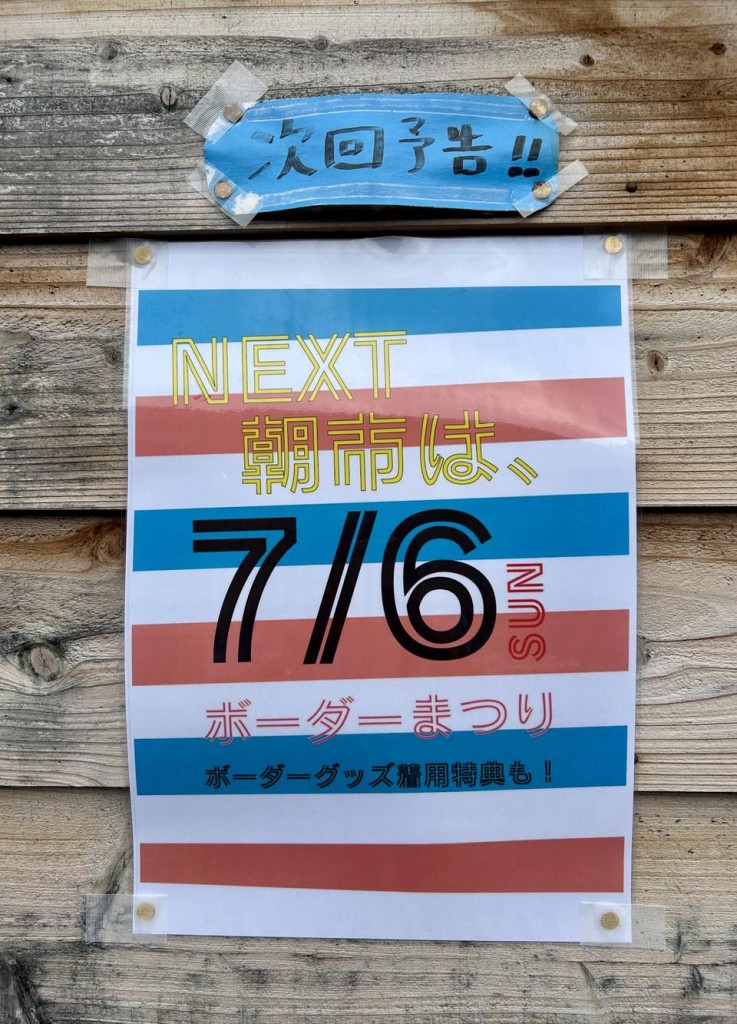 次回予告!!
NEXT
朝市は、
7/6 SUN
ボーダーまつり
ボーダーグッズ着用特典も!